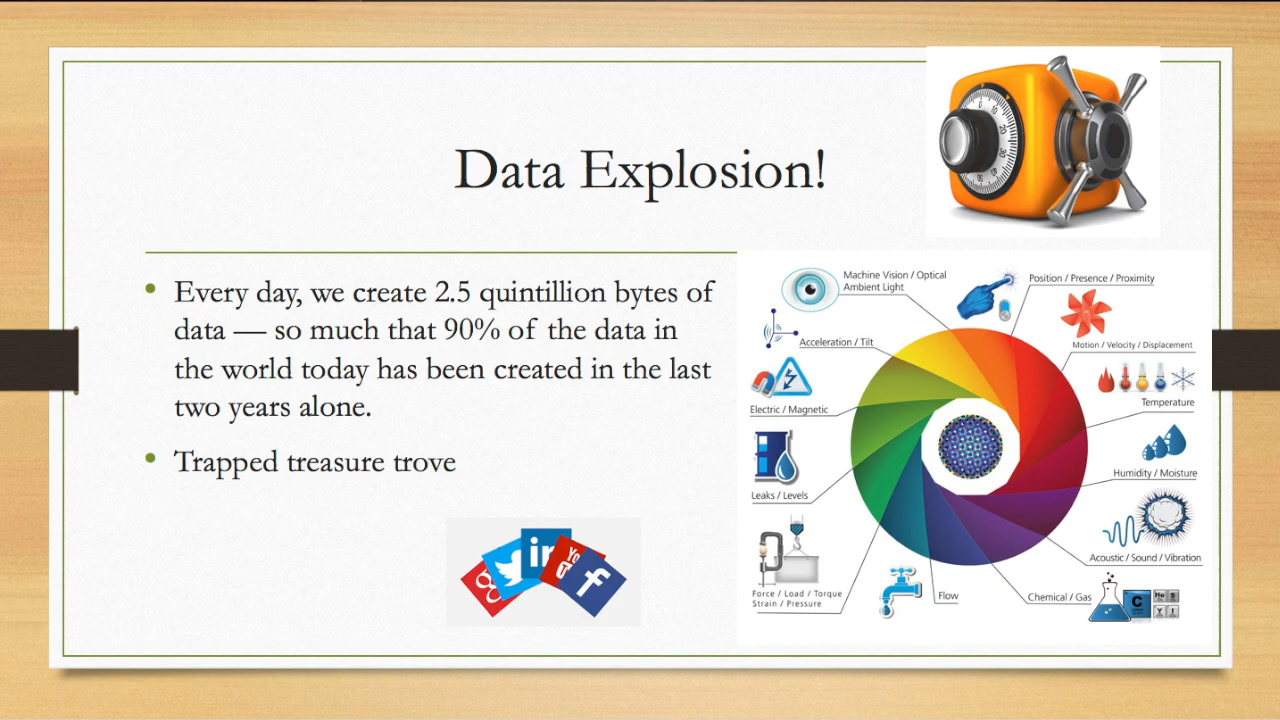 Data Explosion!
Every day, we create 2.5 quintillion bytes of
data — so much that 90% of the data in
the world today has been created in the last
two years alone.
Trapped treasure trove
in
f
Machine Vision / Optical
Ambient Light
Position / Presence / Proximity
Acceleration / Tilt
Motion / Velocity / Displacement
Electric / Magnetic
Temperature
Leaks / Levels
Humidity / Moisture
Acoustic / Sound / Vibration
Force / Load / Torque
Strain / Pressure
Flow
Chemical / Gas
C